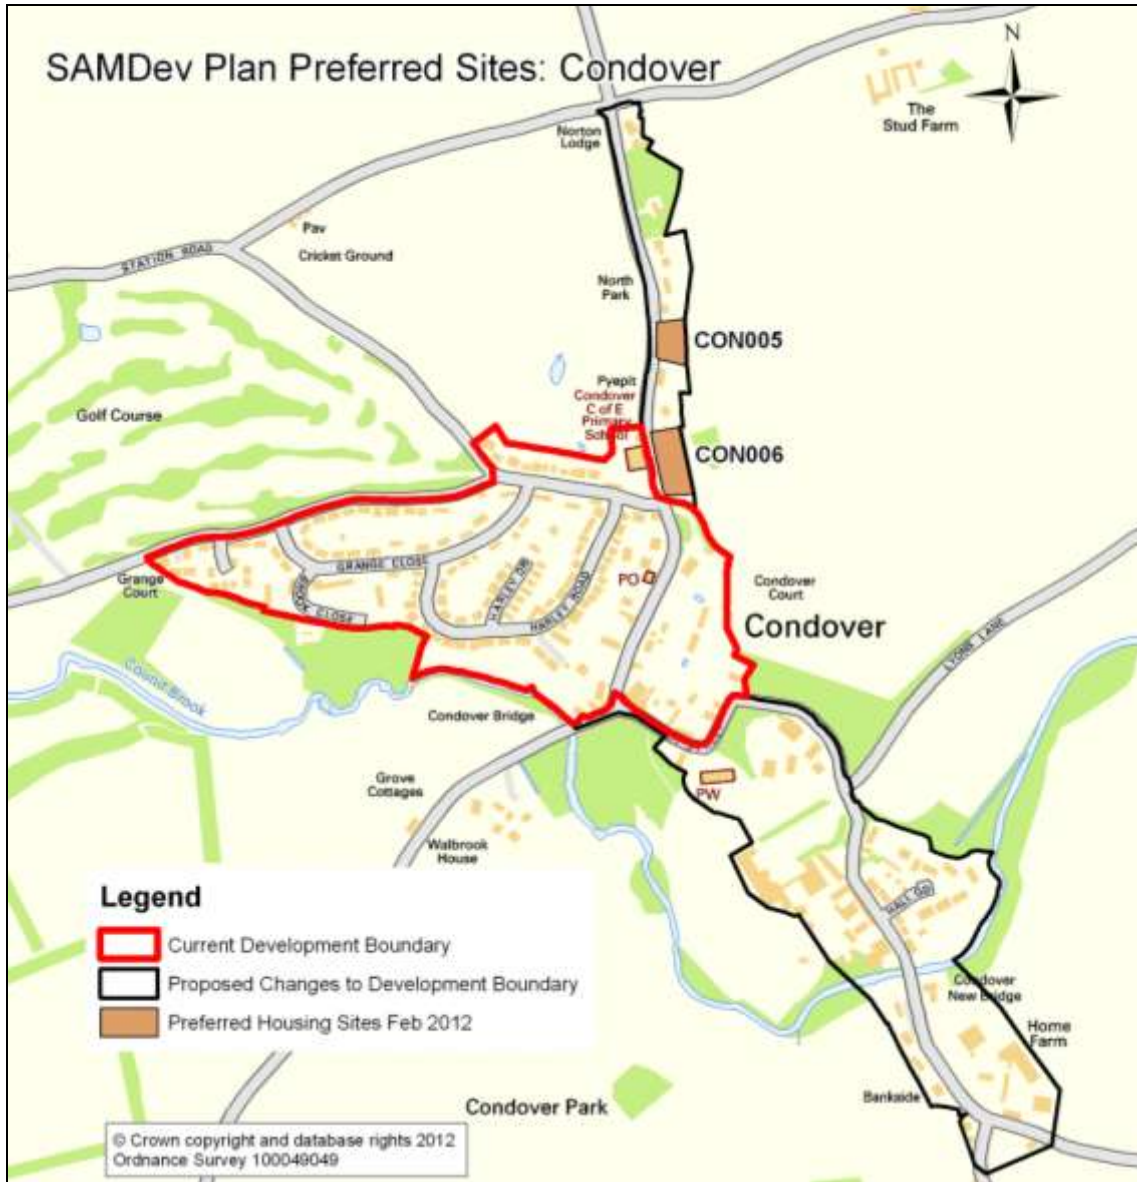 SAMDev Plan Preferred Sites: Condover
N
The
Stud Farm
Norton
Lodge
Pav
Cricket Ground
STATION ROAD
North
Park
CON005
Pyepit
Condover
C of E
Primary
School
Golf Course
CON006
GRANGE CLOSE
Grange
Court
BROOK CLOSE
HARLEY DR
HARLEY ROAD
PO
Condover
Court
Condover
LYONS LANE
Cound Brook
Condover Bridge
Grove
Cottages
PW
Walbrook
House
HALL GD
Condover
New Bridge
Home
Farm
Bankside
Condover Park
Legend
Current Development Boundary
Proposed Changes to Development Boundary
Preferred Housing Sites Feb 2012
© Crown copyright and database rights 2012
Ordnance Survey 100049049